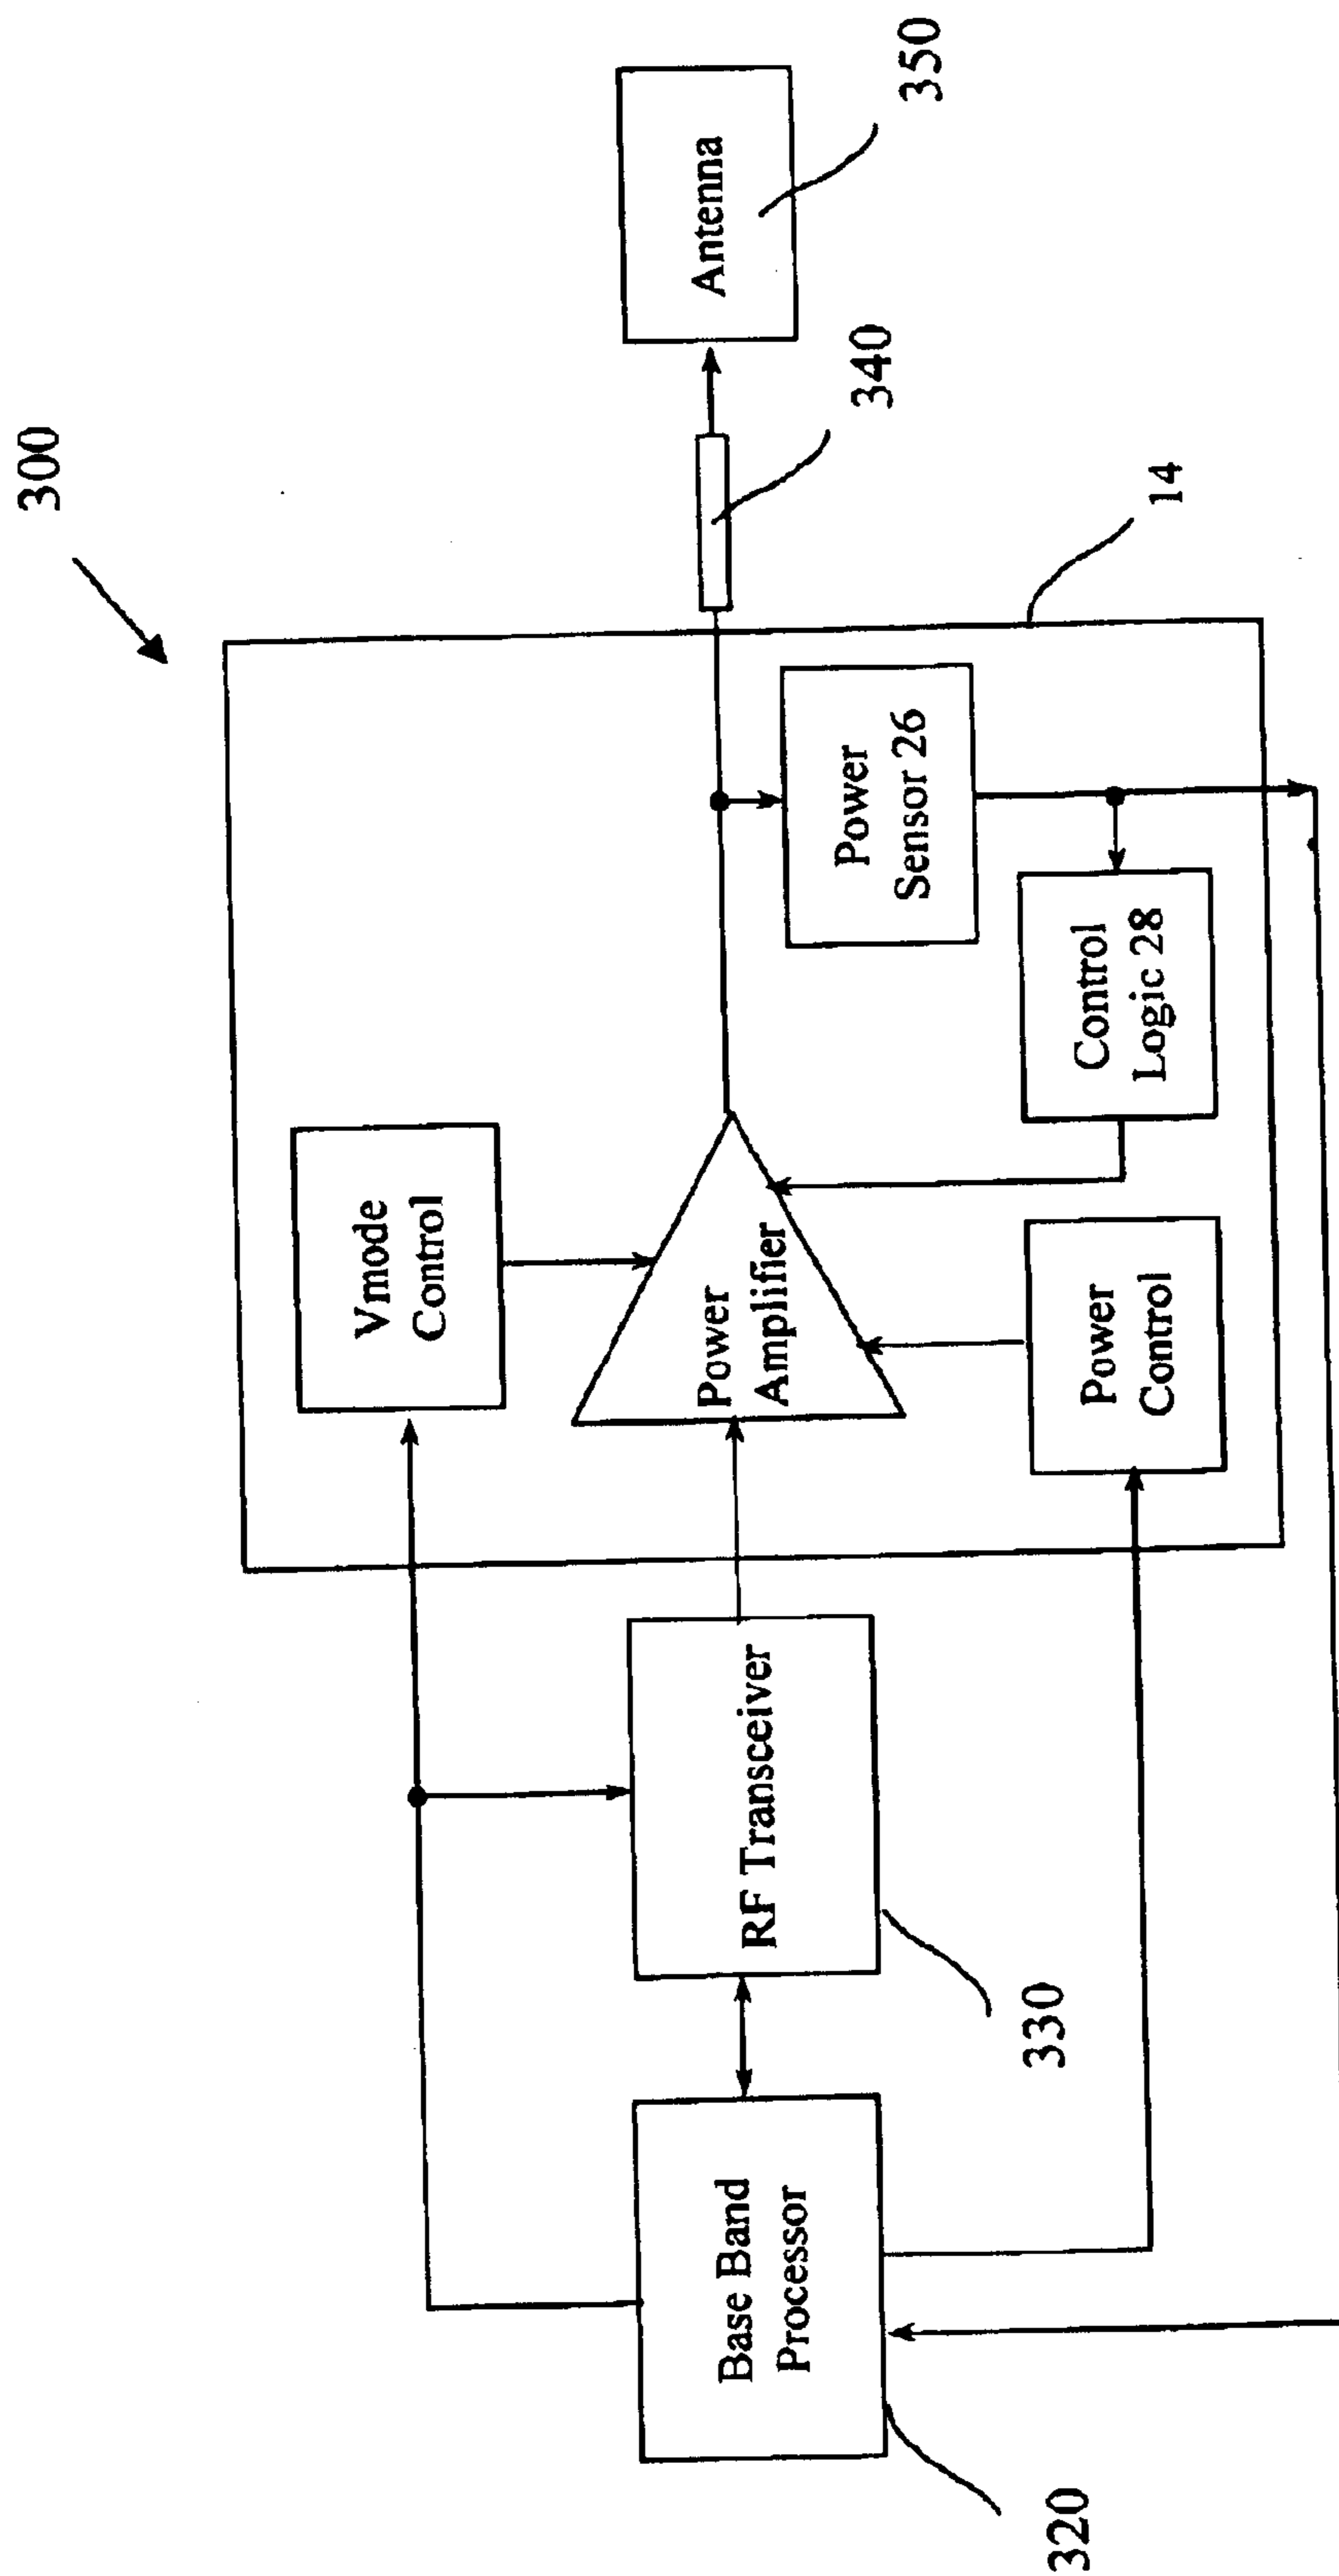 300
Vmode
Control
Antenna
350
340
14
Power
Amplifier
Power
Sensor 26
Control
Logic 28
Power
Control
RF Transceiver
330
Base Band
Processor
320